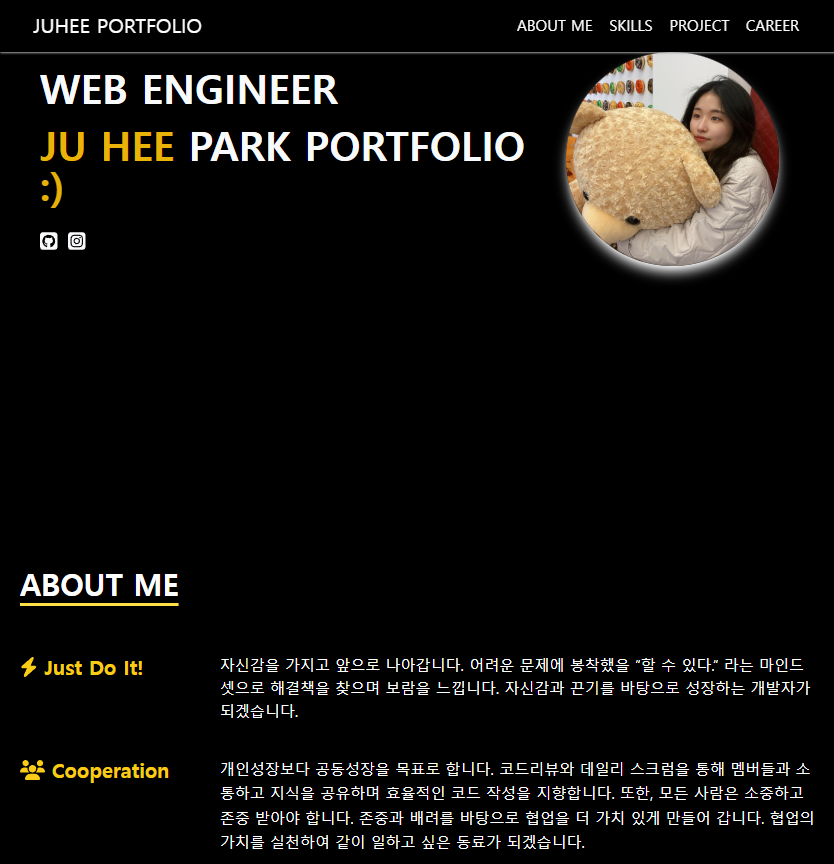 JUHEE PORTFOLIO
ABOUT ME SKILLS PROJECT CAREER
WEB ENGINEER
JU HEE PARK PORTFOLIO
:)
ABOUT ME
Just Do It!
자신감을 가지고 앞으로 나아갑니다. 어려운 문제에 봉착했을 “할 수 있다.” 라는 마인드
셋으로 해결책을 찾으며 보람을 느낍니다. 자신감과 끈기를 바탕으로 성장하는 개발자가
되겠습니다.
Cooperation
개인성장보다 공동성장을 목표로 합니다. 코드리뷰와 데일리 스크럼을 통해 멤버들과 소
통하고 지식을 공유하며 효율적인 코드 작성을 지향합니다. 또한, 모든 사람은 소중하고
존중 받아야 합니다. 존중과 배려를 바탕으로 협업을 더 가치 있게 만들어 갑니다. 협업의
가치를 실천하여 같이 일하고 싶은 동료가 되겠습니다.